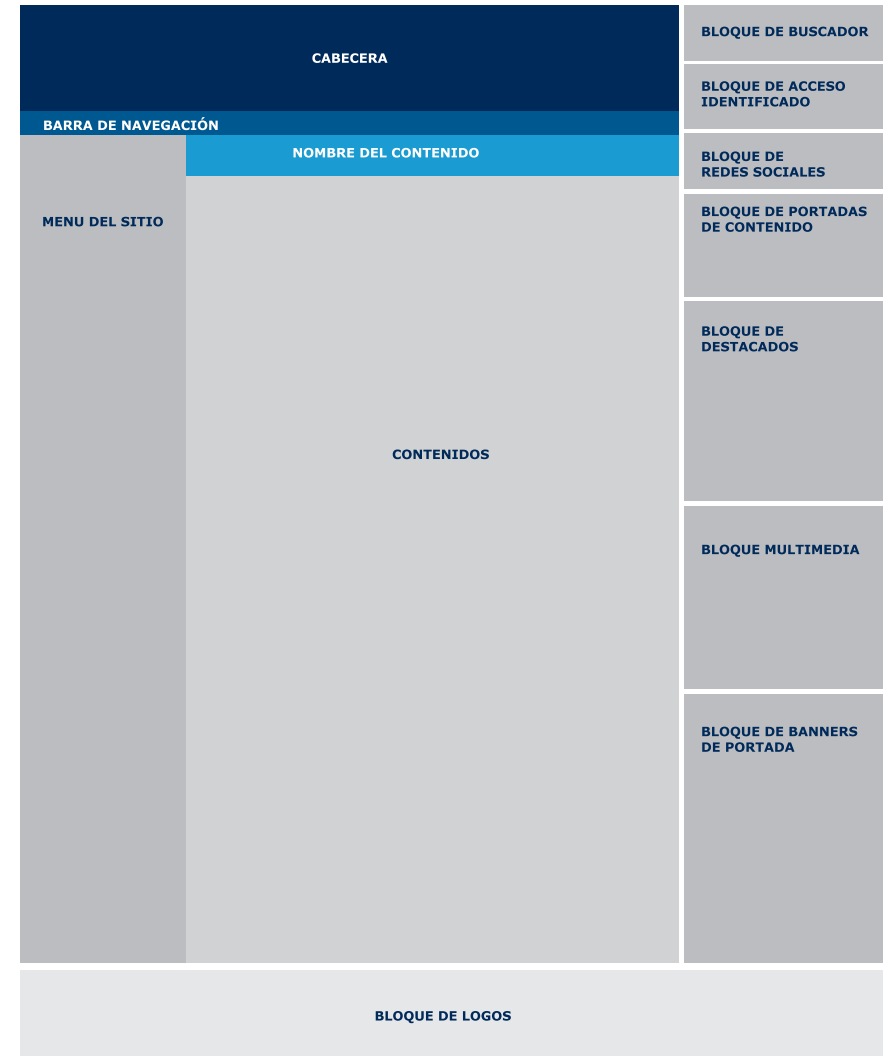 CABECERA
BARRA DE NAVEGACIÓN
NOMBRE DEL CONTENIDO
MENU DEL SITIO
CONTENIDOS
BLOQUE DE BUSCADOR
BLOQUE DE ACCESO
IDENTIFICADO
BLOQUE DE
REDES SOCIALES
BLOQUE DE PORTADAS
DE CONTENIDO
BLOQUE DE
DESTACADOS
BLOQUE MULTIMEDIA
BLOQUE DE BANNERS
DE PORTADA
BLOQUE DE LOGOS